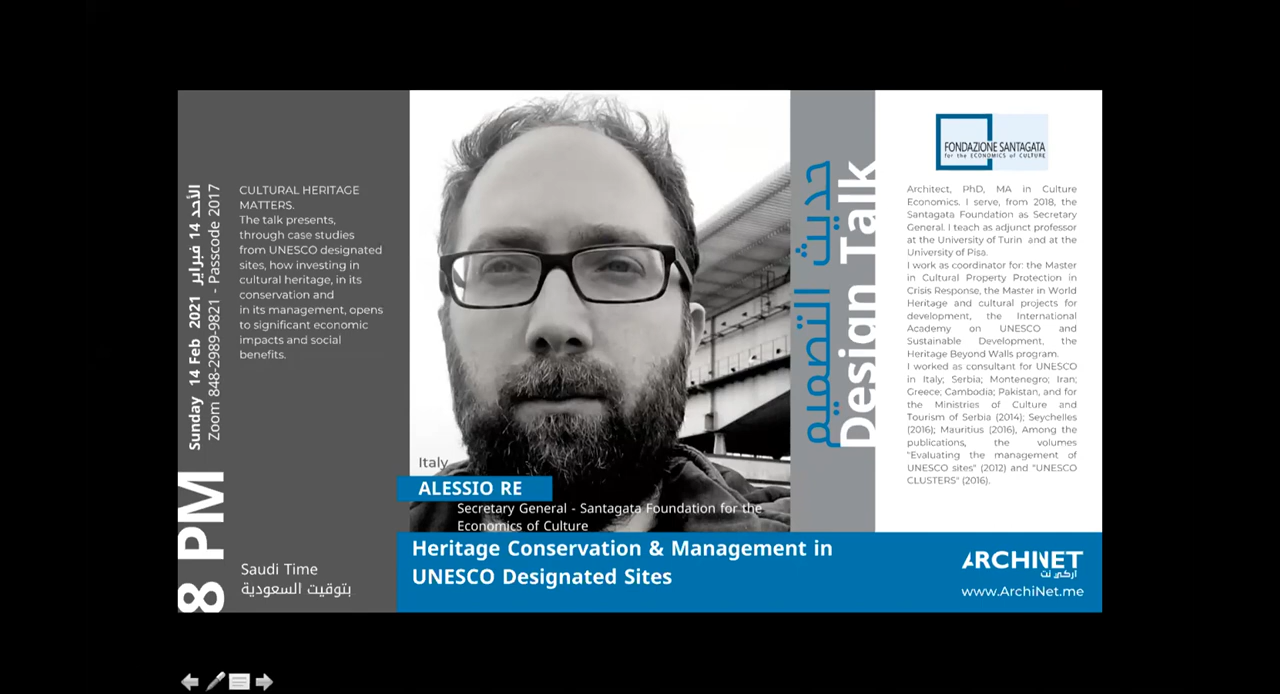 الأحد 14 فبراير Sunday 14 Feb 2021
Zoom 848-2989-9821 - Passcode 2017
8 PM
Saudi Time
بتوقيت السعودية
CULTURAL HERITAGE
MATTERS.
The talk presents,
through case studies
from UNESCO designated
sites, how investing in
cultural heritage, in its
conservation and
in its management, opens
to significant economic
impacts and social
benefits.
Italy
ALESSIO RE
Secretary General - Santagata Foundation for the
Economics of Culture
Heritage Conservation & Management in
UNESCO Designated Sites
حديث التصميم
Design Talk
FONDAZIONE SANTAGATA
for the ECONOMICS of CULTURE
Architect, PhD, MA in Culture
Economics. I serve, from 2018, the
Santagata Foundation as Secretary
General. I teach as adjunct professor
at the University of Turin and at the
University of Pisa.
I work as coordinator for: the Master
in Cultural Property Protection in
Crisis Response, the Master in World
Heritage and cultural projects for
development, the International
Academy on UNESCO and
Sustainable Development, the
Heritage Beyond Walls program.
I worked as consultant for UNESCO
in Italy; Serbia; Montenegro; Iran;
Greece; Cambodia; Pakistan, and for
the Ministries of Culture and
Tourism of Serbia (2014); Seychelles
(2016); Mauritius (2016), Among the
publications, the volumes
"Evaluating the management of
UNESCO sites" (2012) and "UNESCO
CLUSTERS" (2016).
ARCHINET
اركي نت
www.ArchiNet.me